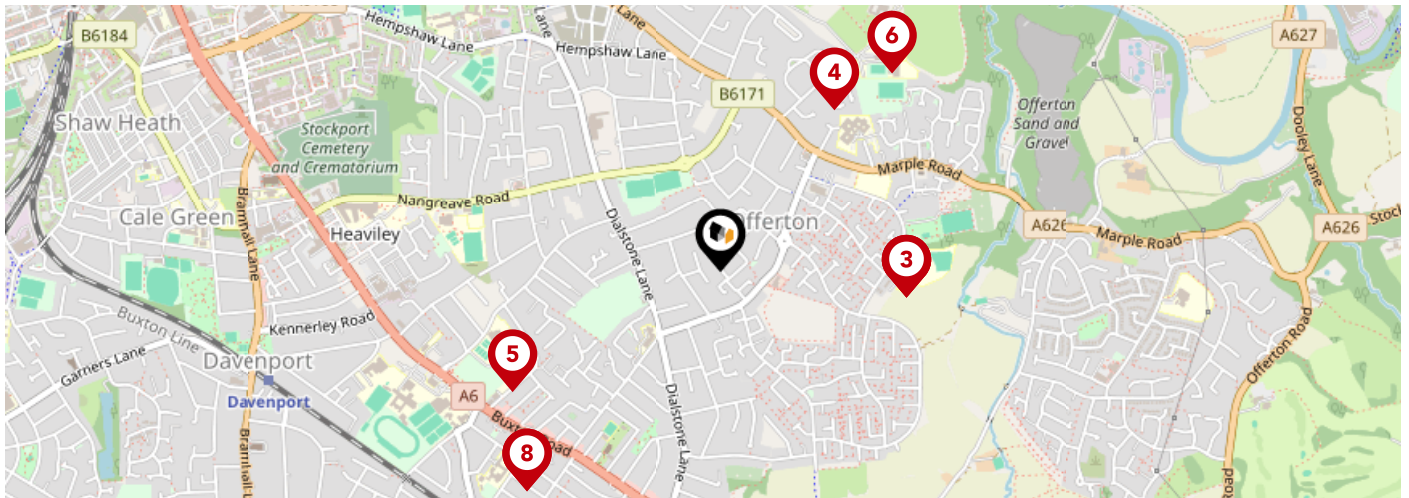 B6184
Hempshaw Lane
Lane
Hempshaw Lane
Lane
6
A627
4
B6171
Offerton
Sand and
Gravel
Dooley Lane
Shaw Heath
Stockport
Cemetery
and Crematorium
Marple Road
Bramhall Lane
Nangreave Road
Cale Green
Heaviley
Dialstone Lane
Offerton
A626
Marple Road
A626
Stock
3
Kennerley Road
Buxton Line
Garners Lane
Davenport
Davenport
5
A6
Buxton Road
Dialstone Lane
Offerton Road
8
Bramhall Lane
oad